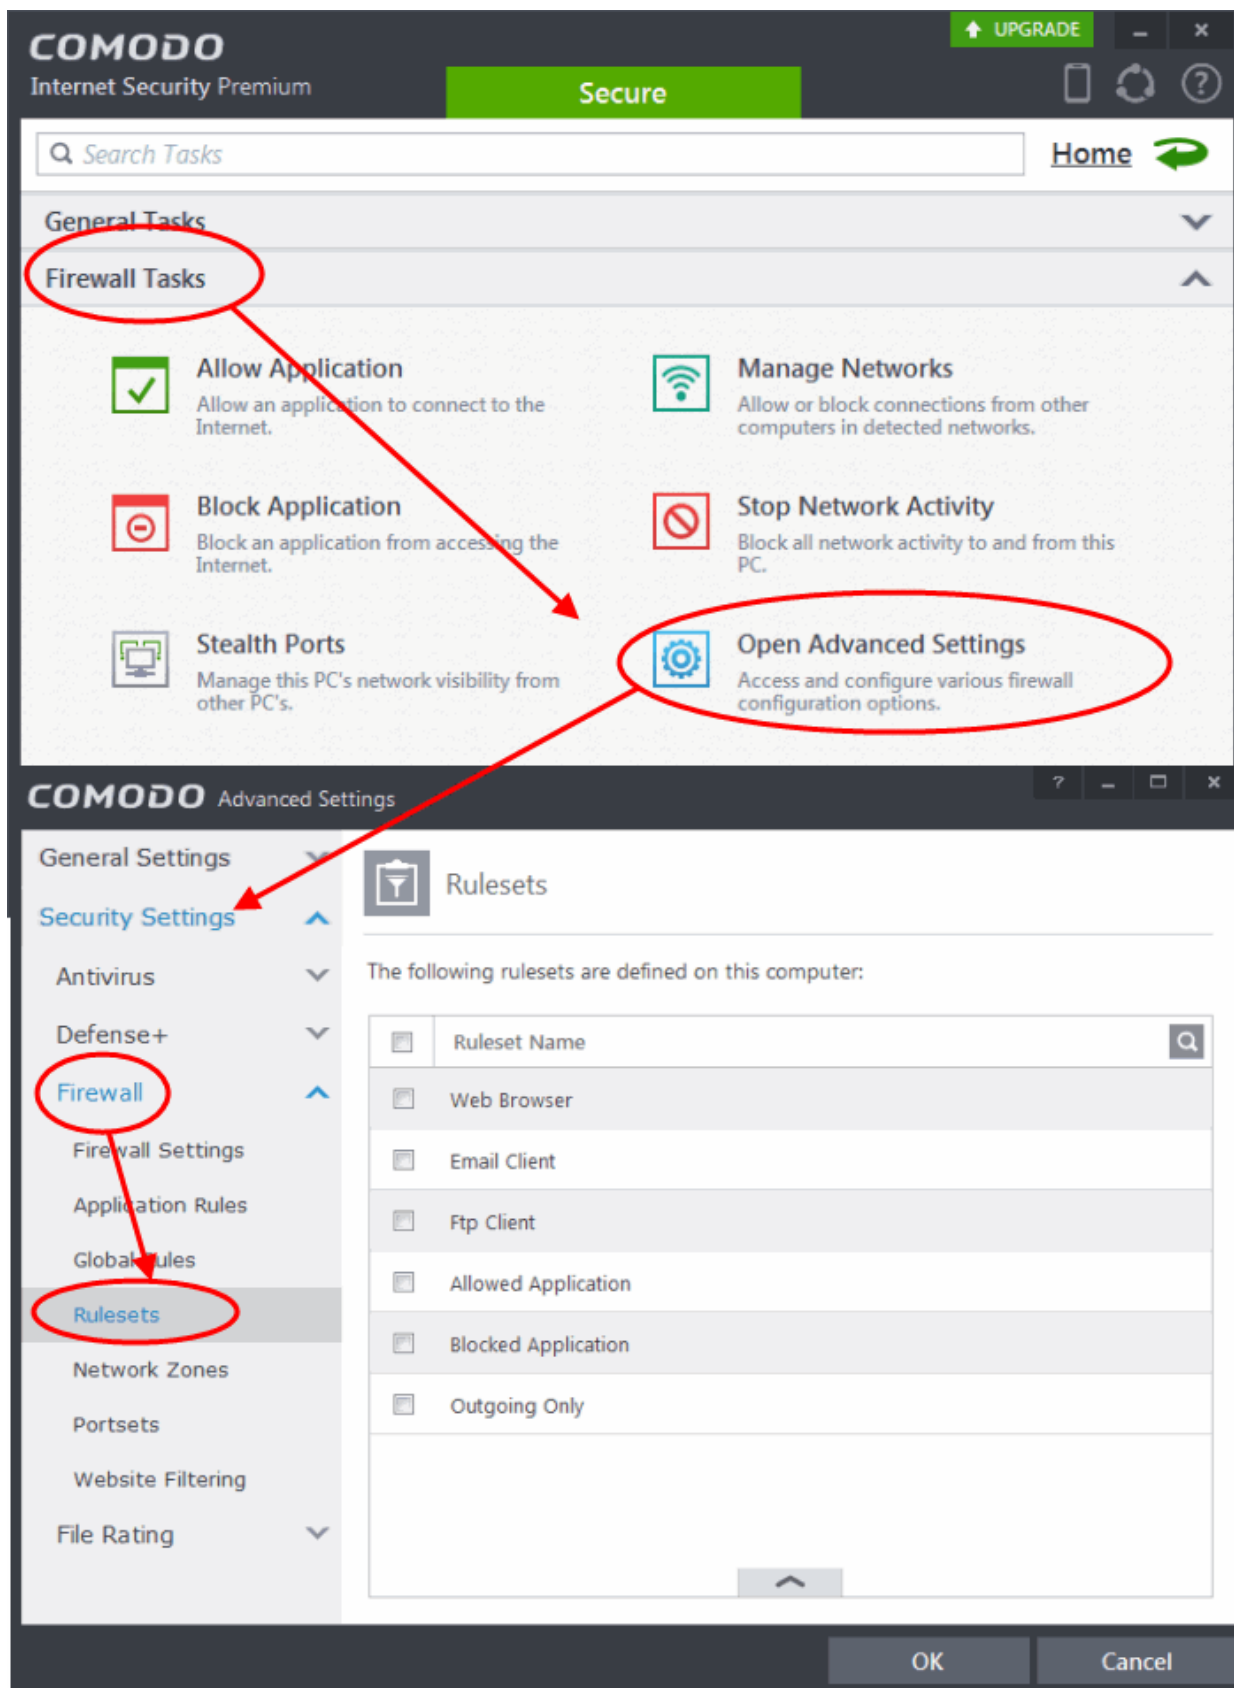 COMODO
Internet Security Premium
UPGRADE
Secure
Search Tasks
Home
General Tasks
Firewall Tasks
Allow Application
Allow an application to connect to the
Internet.
Manage Networks
Allow or block connections from other
computers in detected networks.
Block Application
Block an application from accessing the
Internet.
Stop Network Activity
Block all network activity to and from this
PC.
Stealth Ports
Manage this PC's network visibility from
other PC's.
Open Advanced Settings
Access and configure various firewall
configuration options.
COMODO Advanced Settings
General Settings
Security Settings
Antivirus
Defense+
Firewall
Firewall Settings
Application Rules
Global Rules
Rulesets
Network Zones
Portsets
Website Filtering
File Rating
Rulesets
The following rulesets are defined on this computer:
Ruleset Name
Web Browser
Email Client
Ftp Client
Allowed Application
Blocked Application
Outgoing Only
OK
Cancel